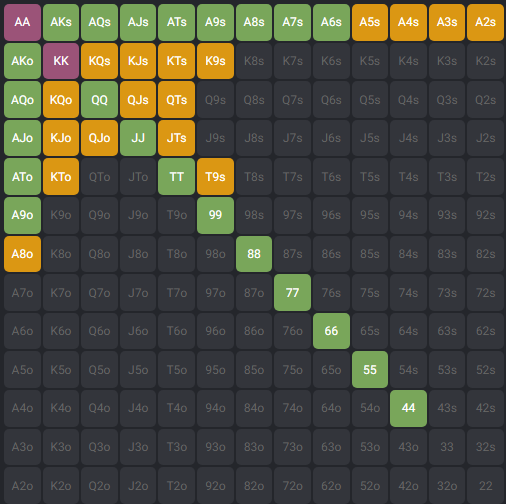 AA AKs AQs AJs ATs A9s A8s A7s A6s A5s A4s A3s A2s
AKo KK KQs KJs KTs K9s K8s K7s K6s K5s K4s K3s K2s
AQo KQo QQ QJs QTs Q9s Q8s Q7s Q6s Q5s Q4s Q3s Q2s
AJo KJo QJo JJ JTs J9s J8s J7s J6s J5s J4s J3s J2s
ATo KTo QTo JTo TT T9s T8s T7s T6s T5s T4s T3s T2s
A9o K9o Q9o J9o T9o 99 98s 97s 96s 95s 94s 93s 92s
A8o K8o Q8o J8o T8o 98o 88 87s 86s 85s 84s 83s 82s
A7o K7o Q7o J7o T7o 97o 87o 77 76s 75s 74s 73s 72s
A6o K6o Q6o J6o T6o 96o 86o 76o 66 65s 64s 63s 62s
A5o K5o Q5o J5o T5o 95o 85o 75o 65o 55 54s 53s 52s
A4o K4o Q4o J4o T4o 94o 84o 74o 64o 54o 44 43s 42s
A3o K3o Q3o J3o T3o 93o 83o 73o 63o 53o 43o 33 32s
A2o K2o Q2o J2o T2o 92o 82o 72o 62o 52o 42o 32o 22